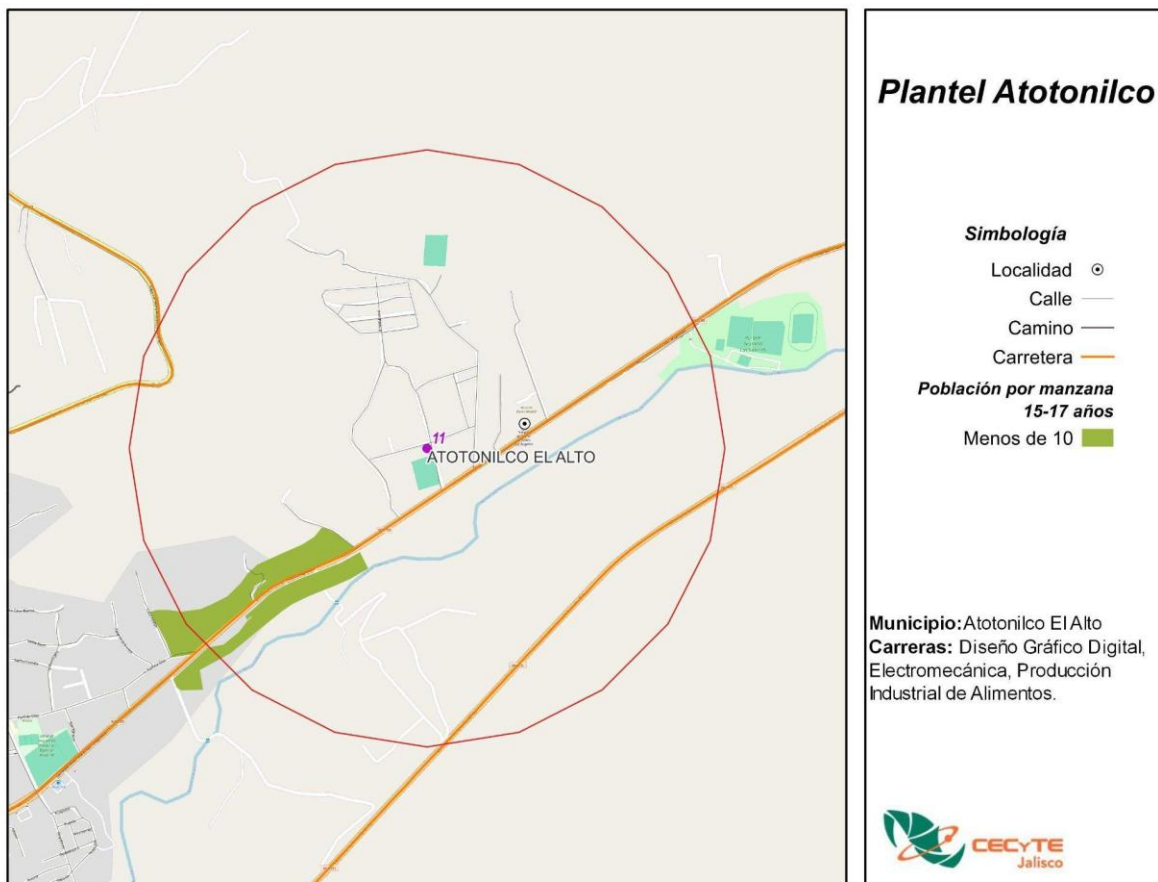 Plantel Atotonilco
Simbología
Localidad
Calle
Camino
Carretera
Población por manzana
15-17 años
Menos de 10
11
ATOTONILCO EL ALTO
Municipio: Atotonilco El Alto
Carreras: Diseño Gráfico Digital,
Electromecánica, Producción
Industrial de Alimentos.
CECyTE
Jalisco